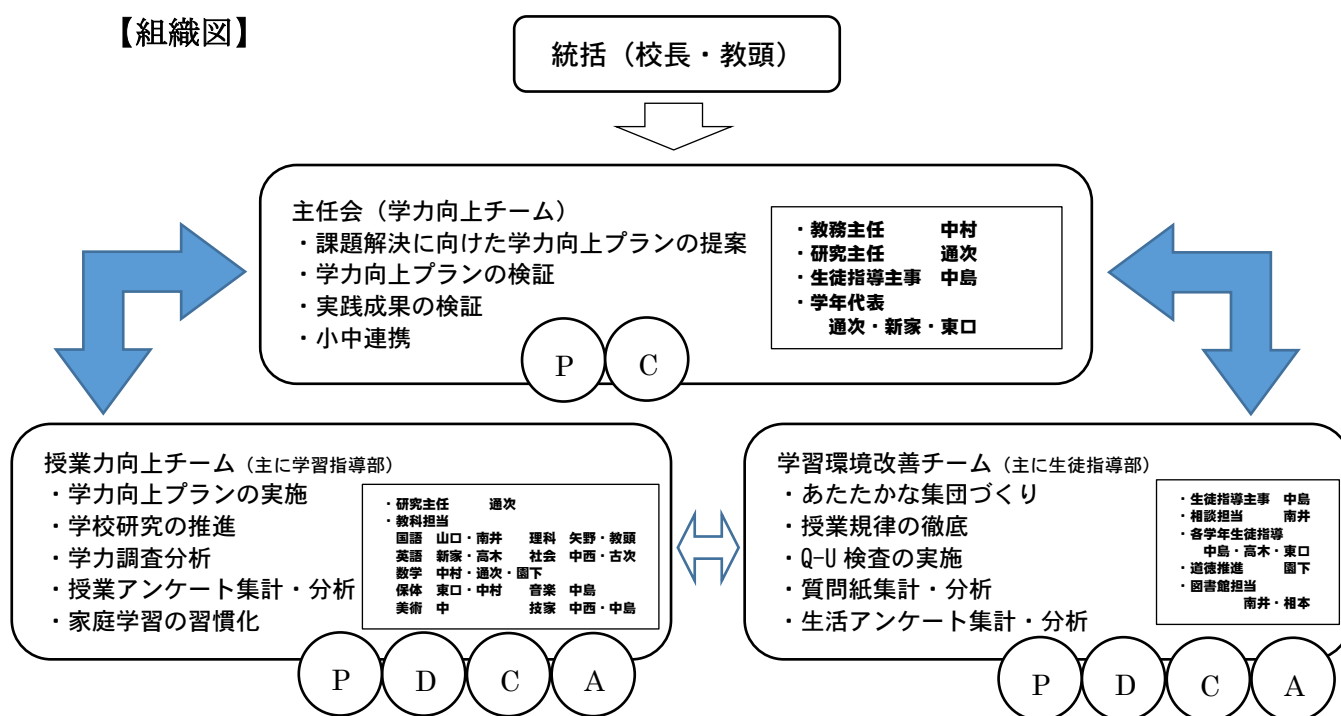 【組織図】
統括（校長・教頭）
主任会（学力向上チーム）
・課題解決に向けた学力向上プランの提案
・学力向上プランの検証
・実践成果の検証
・小中連携
・教務主任　中村
・研究主任　通次
・生徒指導主事　中島
・学年代表
通次・新家・東口
P C
授業力向上チーム（主に学習指導部）
・学力向上プランの実施
・学校研究の推進
・学力調査分析
・授業アンケート集計・分析
・家庭学習の習慣化
・研究主任　通次
・教科担当
国語　山口・南井　理科　矢野・教頭
英語　新家・高木　社会　中西・古次
数学　中村・通次・園下
保体　東口・中村　音楽　中島
美術　中　技家　中西・中島
P D C A
学習環境改善チーム（主に生徒指導部）
・あたたかな集団づくり
・授業規律の徹底
・Q-U 検査の実施
・質問紙集計・分析
・生活アンケート集計・分析
・生徒指導主事　中島
・相談担当　南井
・各学年生徒指導
中島・高木・東口
・道徳推進　園下
・図書館担当
南井・相本
P D C A